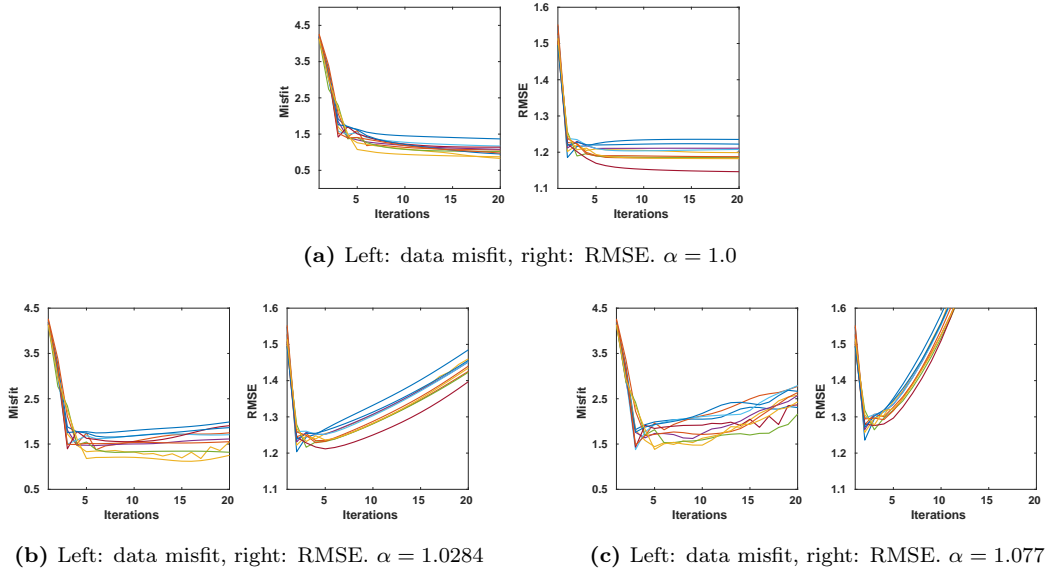 4.5
3.5
2.5
1.5
0.5
Misfit
5 10 15 20
Iterations
1.6
1.5
1.4
1.3
1.2
1.1
RMSE
5 10 15 20
Iterations
(a) Left: data misfit, right: RMSE. α = 1.0
4.5
3.5
2.5
1.5
0.5
Misfit
5 10 15 20
Iterations
1.6
1.5
1.4
1.3
1.2
1.1
RMSE
5 10 15 20
Iterations
(b) Left: data misfit, right: RMSE. α = 1.0284
4.5
3.5
2.5
1.5
0.5
Misfit
5 10 15 20
Iterations
1.6
1.5
1.4
1.3
1.2
1.1
RMSE
5 10 15 20
Iterations
(c) Left: data misfit, right: RMSE. α = 1.077